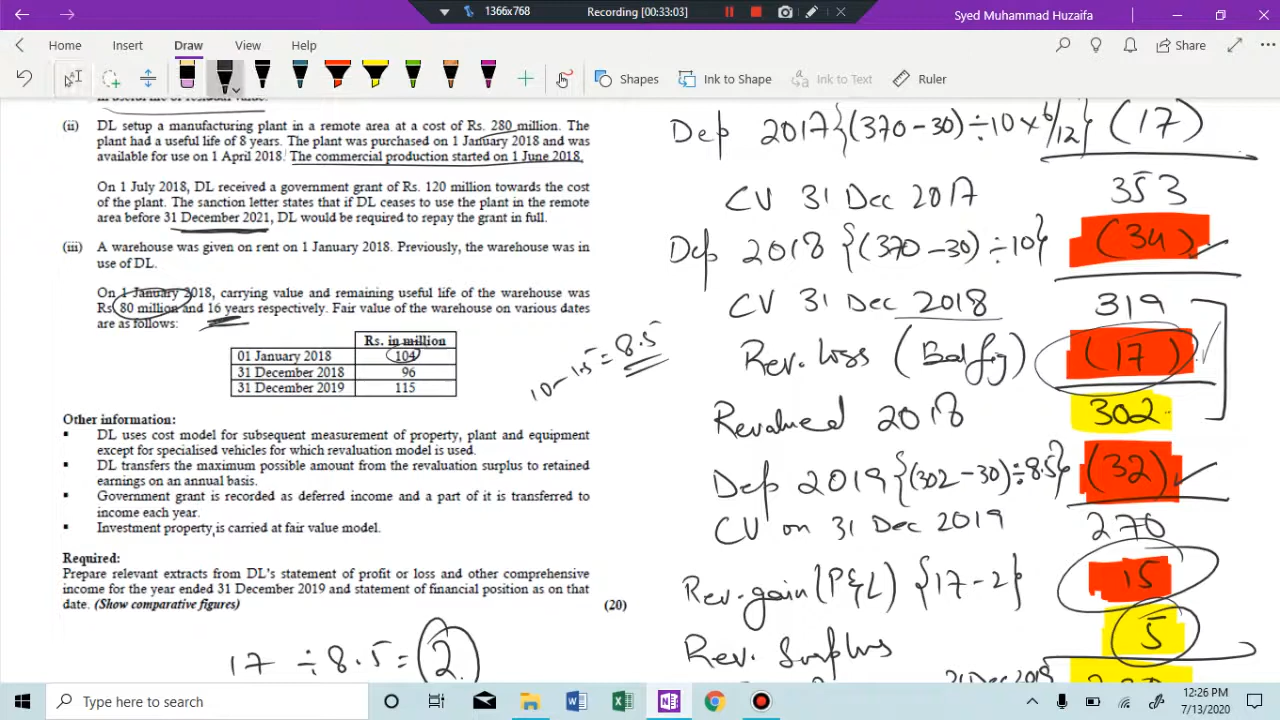 1366x768
Recording [00:33:03]
Syed Muhammad Huzaifa
Home Insert Draw View Help
Share
Shapes
Ink to Shape
Ink to Text
Ruler
in useful life or residual value.
(ii) DL setup a manufacturing plant in a remote area at a cost of Rs. 280 million. The
plant had a useful life of 8 years. The plant was purchased on 1 January 2018 and was
available for use on 1 April 2018. The commercial production started on 1 June 2018.
On 1 July 2018, DL received a government grant of Rs. 120 million towards the cost
of the plant. The sanction letter states that if DL ceases to use the plant in the remote
area before 31 December 2021, DL would be required to repay the grant in full.
(iii) A warehouse was given on rent on 1 January 2018. Previously, the warehouse was in
use of DL.
On 1 January 2018, carrying value and remaining useful life of the warehouse was
Rs. 80 million and 16 years respectively. Fair value of the warehouse on various dates
are as follows:
Rs. in million
01 January 2018 104
31 December 2018 96
31 December 2019 115
Other information:
▪ DL uses cost model for subsequent measurement of property, plant and equipment
except for specialised vehicles for which revaluation model is used.
▪ DL transfers the maximum possible amount from the revaluation surplus to retained
earnings on an annual basis.
▪ Government grant is recorded as deferred income and a part of it is transferred to
income each year.
▪ Investment property is carried at fair value model.
Required:
Prepare relevant extracts from DL's statement of profit or loss and other comprehensive
income for the year ended 31 December 2019 and statement of financial position as on that
date. (Show comparative figures) (20)
17 ÷ 8.5 = 2
10 - 1.5 = 8.5
Dep 2017 {(370-30)÷10 x 6/12} (17)
CV 31 Dec 2017 353
Dep 2018 {(370-30)÷10} (34)
CV 31 Dec 2018 319
Rev. loss (Bal fig) (17)
Revalued 2018 302
Dep 2019 {(302-30)÷8.5} (32)
CV on 31 Dec 2019 270
Rev. gain (P&L) {17-2} 15
Rev. Surplus 5
31 Dec 2018
Type here to search
12:26 PM
7/13/2020